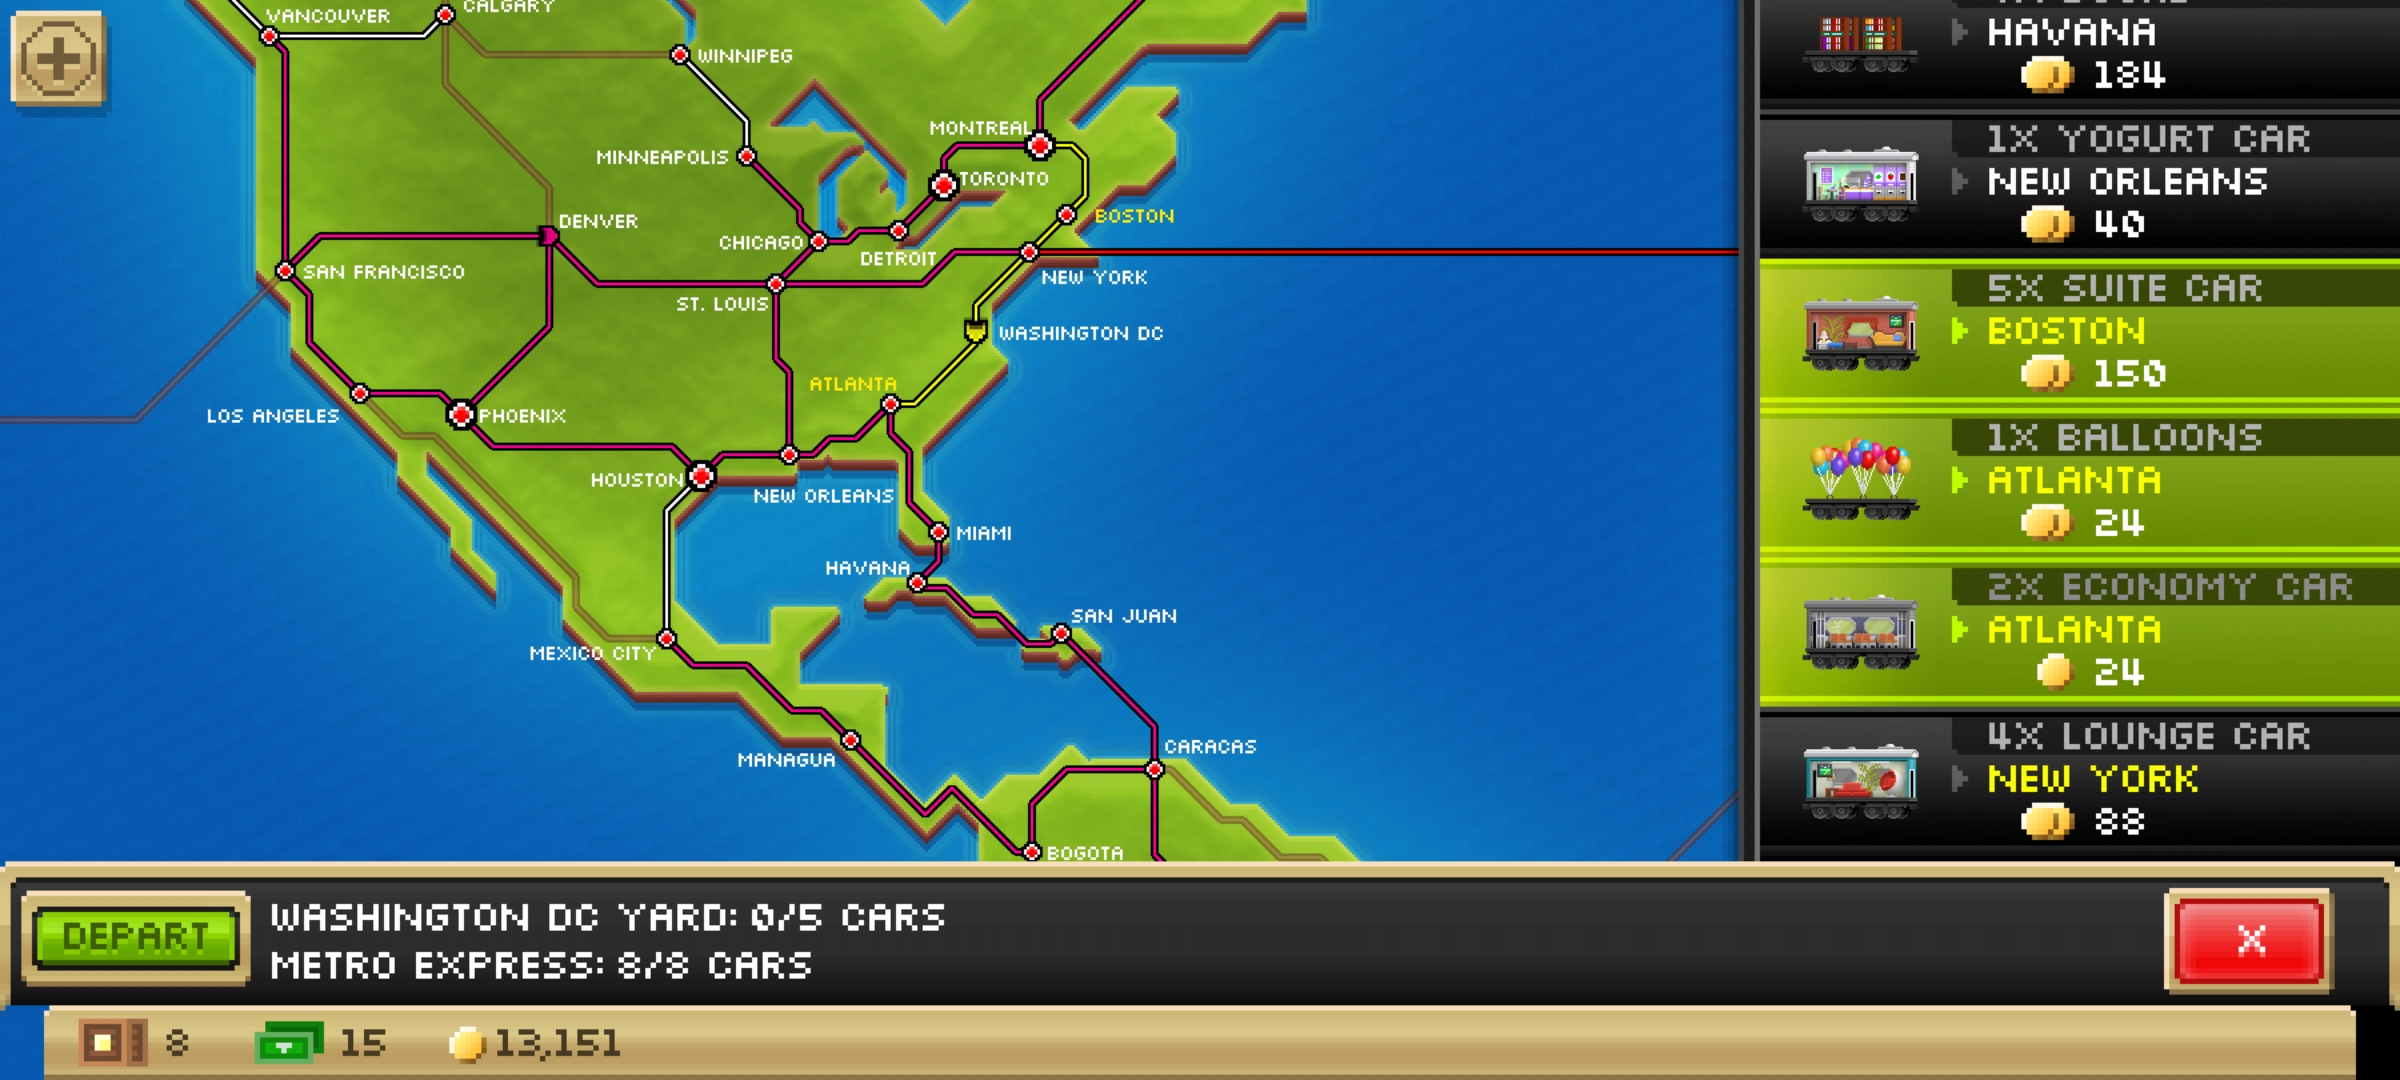 VANCOUVER
CALGARY
WINNIPEG
MONTREAL
MINNEAPOLIS
TORONTO
BOSTON
DENVER
CHICAGO
DETROIT
SAN FRANCISCO
NEW YORK
ST. LOUIS
WASHINGTON DC
ATLANTA
LOS ANGELES
PHOENIX
HOUSTON
NEW ORLEANS
MIAMI
HAVANA
SAN JUAN
MEXICO CITY
MANAGUA
CARACAS
BOGOTA
HAVANA
184
1X YOGURT CAR
NEW ORLEANS
40
5X SUITE CAR
BOSTON
150
1X BALLOONS
ATLANTA
24
2X ECONOMY CAR
ATLANTA
24
4X LOUNGE CAR
NEW YORK
88
DEPART
WASHINGTON DC YARD: 0/5 CARS
METRO EXPRESS: 8/8 CARS
X
8
15
13,151